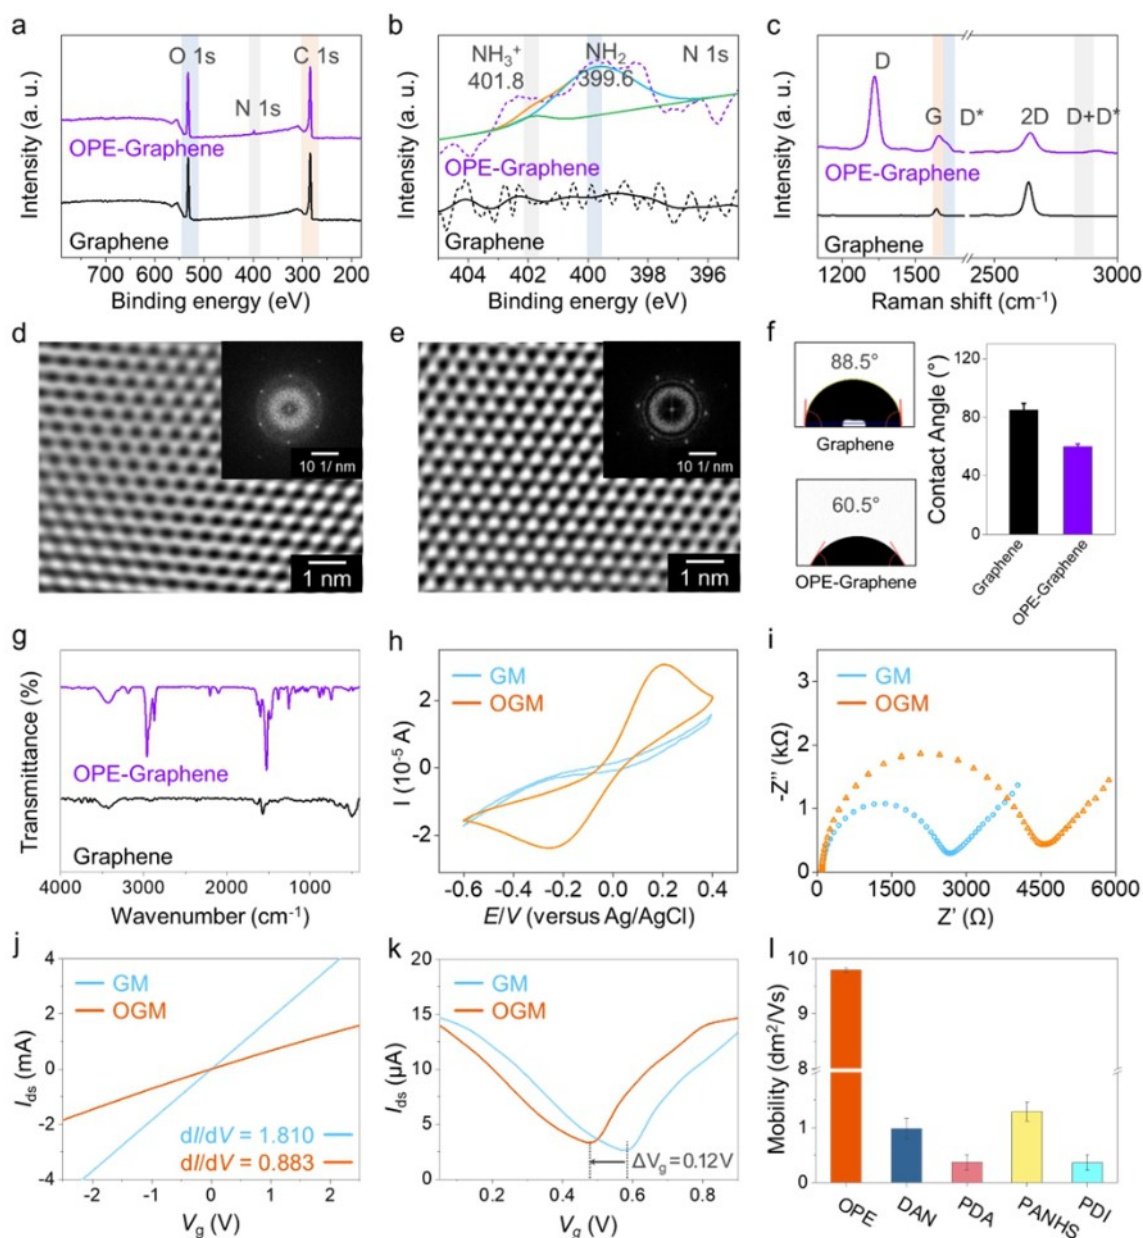 a
O 1s
C 1s
N 1s
OPE-Graphene
Graphene
Intensity (a. u.)
700 600 500 400 300 200
Binding energy (eV)
b
NH₃⁺
401.8
NH₂
399.6
N 1s
OPE-Graphene
Graphene
Intensity (a. u.)
404 402 400 398 396
Binding energy (eV)
c
D
G
D*
2D
D+D*
OPE-Graphene
Graphene
Intensity (a. u.)
1200 1600 2500 3000
Raman shift (cm⁻¹)
d
10 1/ nm
1 nm
e
10 1/ nm
1 nm
f
88.5°
Graphene
60.5°
OPE-Graphene
Contact Angle (°)
120
80
40
0
Graphene
OPE-Graphene
g
Transmittance (%)
OPE-Graphene
Graphene
4000 3000 2000 1000
Wavenumber (cm⁻¹)
h
GM
OGM
I (10⁻⁵ A)
2
0
-2
-0.6 -0.4 -0.2 0.0 0.2 0.4
E/V (versus Ag/AgCl)
i
GM
OGM
-Z'' (kΩ)
3
2
1
0
0 1500 3000 4500 6000
Z' (Ω)
j
GM
OGM
Ids (mA)
4
2
0
-2
-4
dI/dV = 1.810
dI/dV = 0.883
-2 -1 0 1 2
Vg (V)
k
GM
OGM
Ids (μA)
20
15
10
5
0
ΔVg=0.12V
0.2 0.4 0.6 0.8
Vg (V)
l
Mobility (dm²/Vs)
10
9
8
1
0
OPE
DAN
PDA
PANHS
PDI